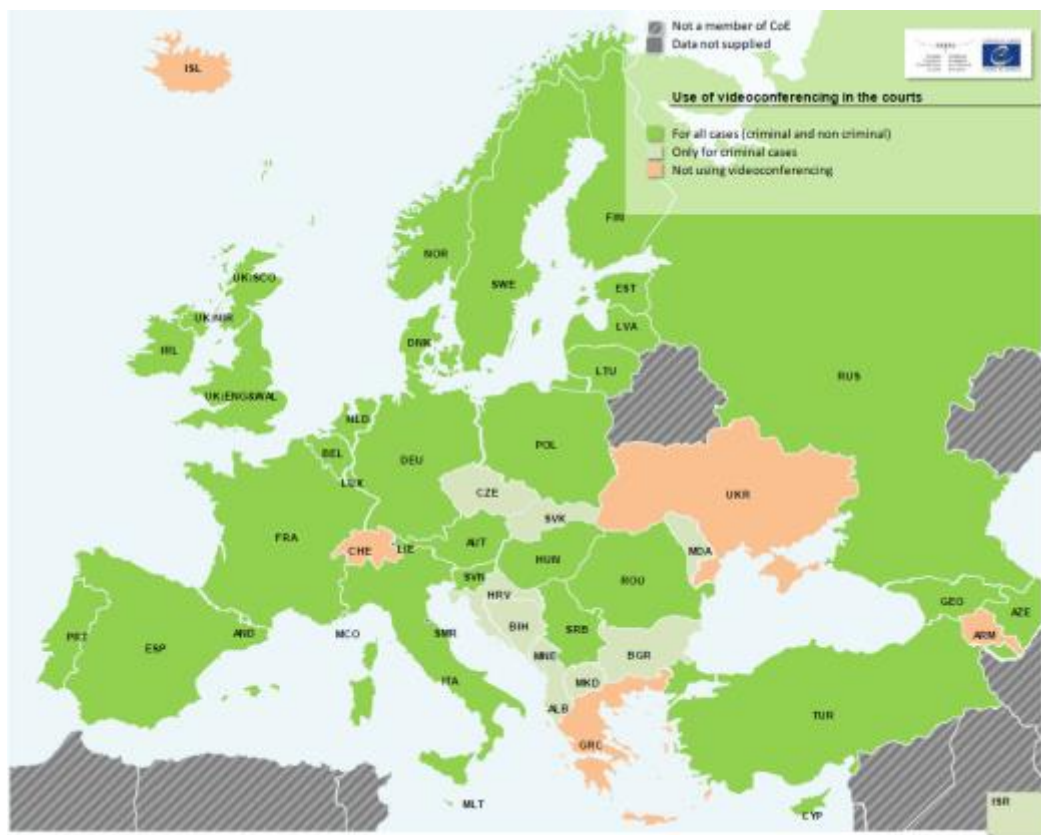 Not a member of CoE
Data not supplied
Use of videoconferencing in the courts
For all cases (criminal and non criminal)
Only for criminal cases
Not using videoconferencing
ISL
FIN
NOR
SWE
UK:SCO
EST
UK:NIR
LVA
DNK
IRL
LTU
RUS
UK:ENG&WAL
NLD
POL
BEL
DEU
LUX
CZE
UKR
SVK
FRA
CHE
LIE
AUT
MDA
HUN
ROU
SVN
HRV
GEO
AZE
BIH
SRB
ARM
PRT
AND
MCO
SMR
ESP
MNE
BGR
ITA
MKD
ALB
TUR
GRC
MLT
CYP
ISR